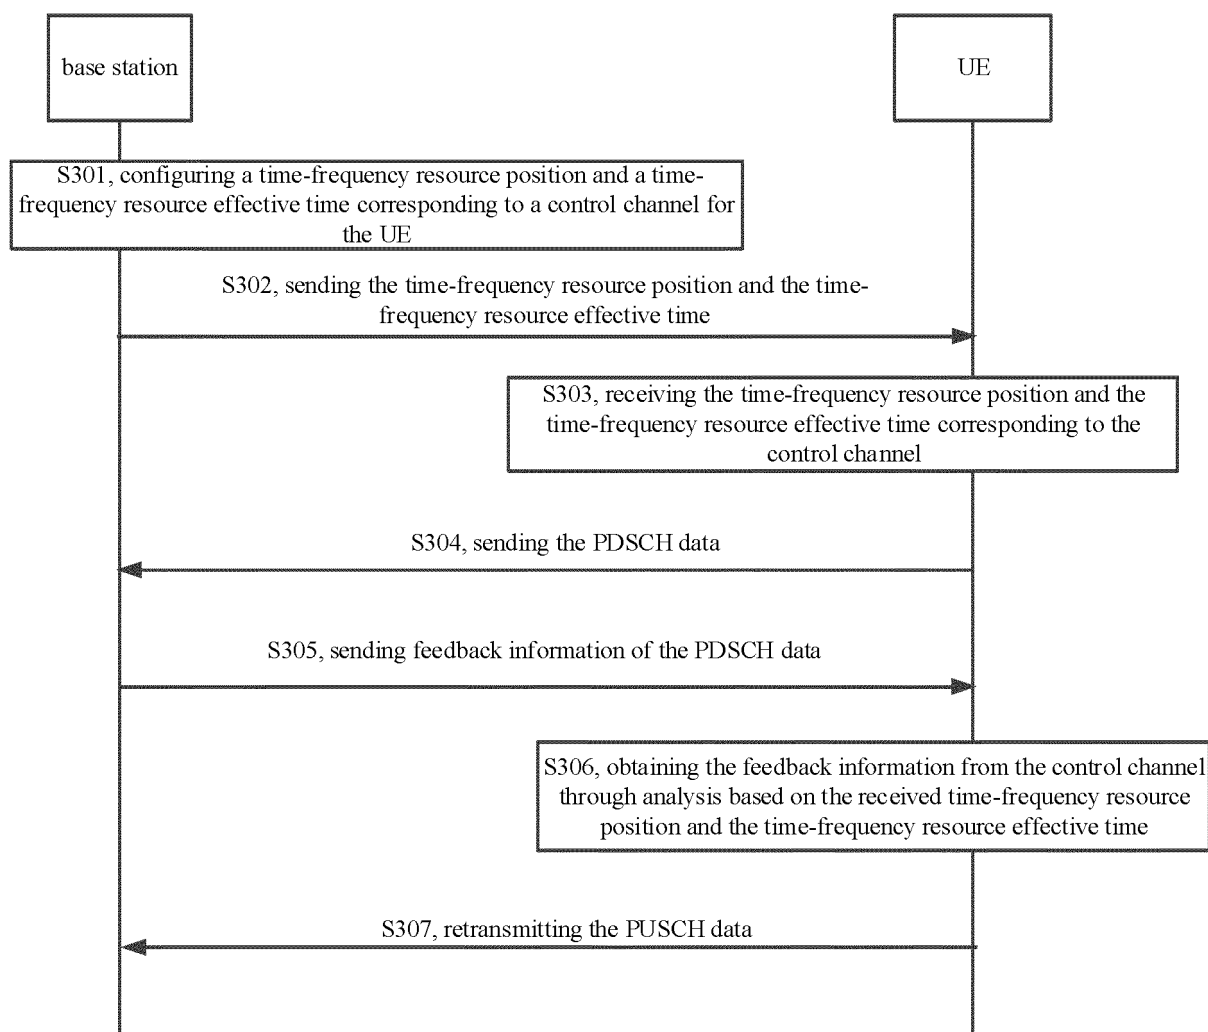 base station
UE
S301, configuring a time-frequency resource position and a time-
frequency resource effective time corresponding to a control channel for
the UE
S302, sending the time-frequency resource position and the time-
frequency resource effective time
S303, receiving the time-frequency resource position and the
time-frequency resource effective time corresponding to the
control channel
S304, sending the PDSCH data
S305, sending feedback information of the PDSCH data
S306, obtaining the feedback information from the control channel
through analysis based on the received time-frequency resource
position and the time-frequency resource effective time
S307, retransmitting the PUSCH data